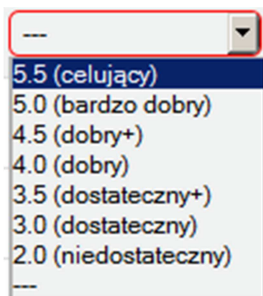 ---
5.5 (celujący)
5.0 (bardzo dobry)
4.5 (dobry+)
4.0 (dobry)
3.5 (dostateczny+)
3.0 (dostateczny)
2.0 (niedostateczny)
---